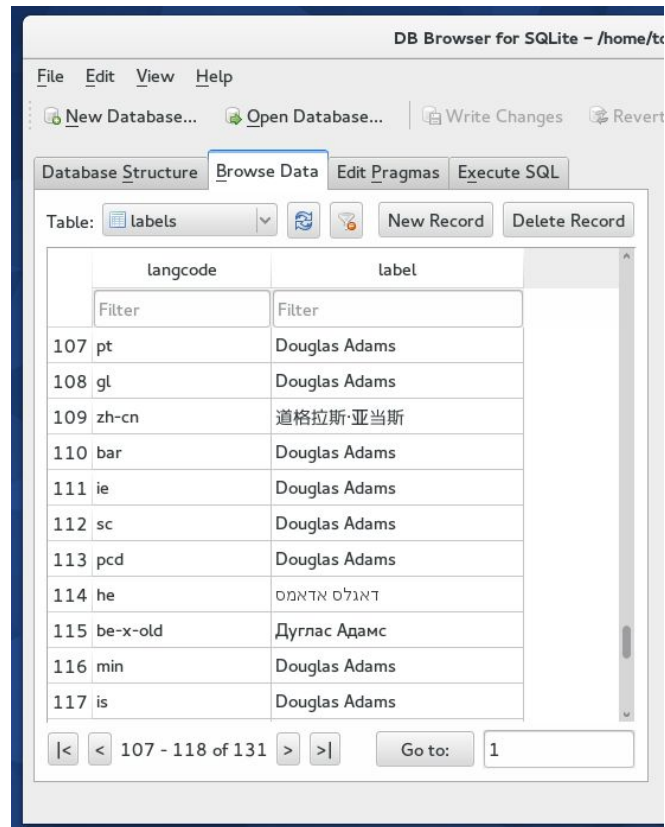 DB Browser for SQLite – /home/to
File Edit View Help
New Database... Open Database... Write Changes Revert
Database Structure Browse Data Edit Pragmas Execute SQL
Table: labels New Record Delete Record
langcode label
Filter Filter
107 pt Douglas Adams
108 gl Douglas Adams
109 zh-cn 道格拉斯·亚当斯
110 bar Douglas Adams
111 ie Douglas Adams
112 sc Douglas Adams
113 pcd Douglas Adams
114 he דאגלס אדאמס
115 be-x-old Дуглас Адамс
116 min Douglas Adams
117 is Douglas Adams
|< < 107 - 118 of 131 > >| Go to: 1